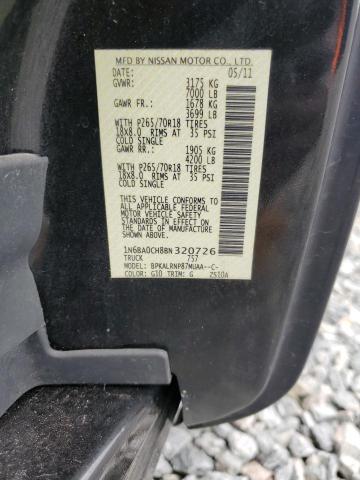 MFD BY NISSAN MOTOR CO., LTD.
DATE: 05/11
GVWR: 3175 KG
7000 LB
GAWR FR.: 1678 KG
3699 LB
WITH P265/70R18 TIRES
18X8.0 RIMS AT 35 PSI
COLD SINGLE
GAWR RR.: 1905 KG
4200 LB
WITH P265/70R18 TIRES
18X8.0 RIMS AT 35 PSI
COLD SINGLE
THIS VEHICLE CONFORMS TO ALL
APPLICABLE FEDERAL MOTOR VEHICLE
SAFETY STANDARDS IN EFFECT ON
THE DATE OF MANUFACTURE SHOWN
ABOVE.
1N6BA0CH8BN320726
TRUCK 757
MODEL: BPKALRNP87MUAA--C-
COLOR: G10 TRIM: G ZSIOA